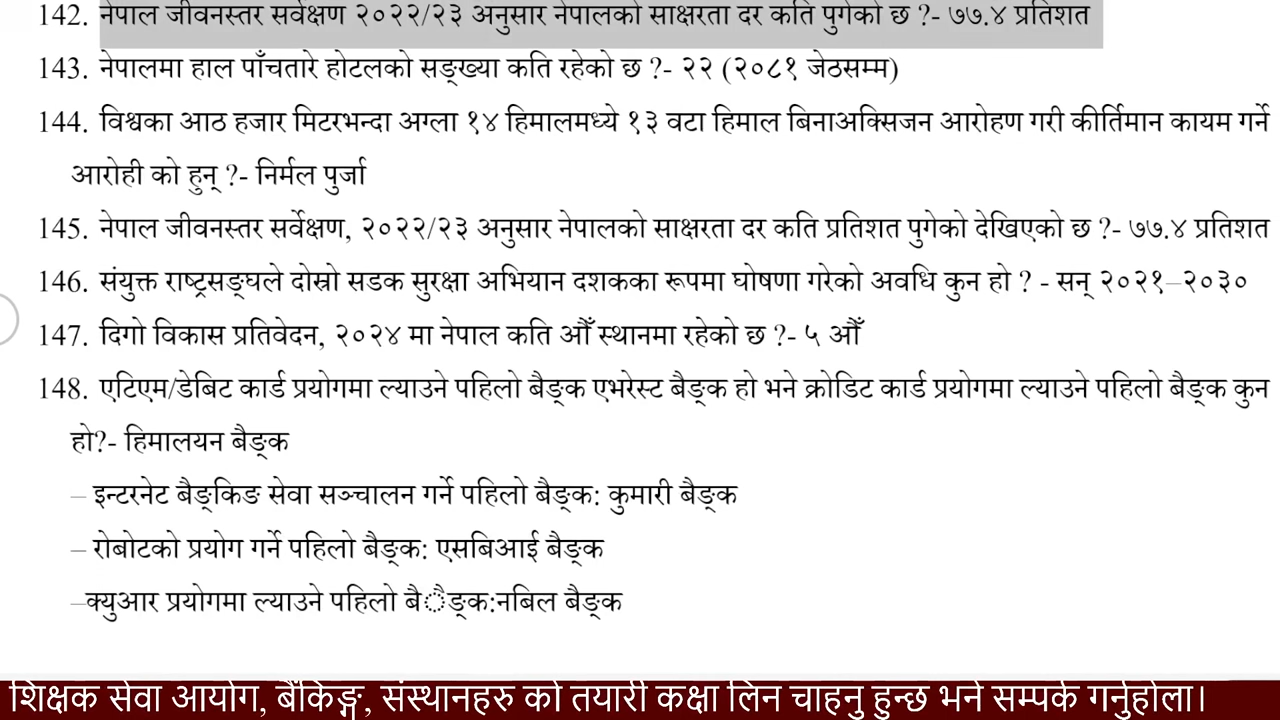 142. नेपाल जीवनस्तर सर्वेक्षण २०२२/२३ अनुसार नेपालको साक्षरता दर कति पुगेको छ ?- ७७.४ प्रतिशत
143. नेपालमा हाल पाँचतारे होटलको सङ्ख्या कति रहेको छ ?- २२ (२०८१ जेठसम्म)
144. विश्वका आठ हजार मिटरभन्दा अग्ला १४ हिमालमध्ये १३ वटा हिमाल बिनाअक्सिजन आरोहण गरी कीर्तिमान कायम गर्ने
आरोही को हुन् ?- निर्मल पुर्जा
145. नेपाल जीवनस्तर सर्वेक्षण, २०२२/२३ अनुसार नेपालको साक्षरता दर कति प्रतिशत पुगेको देखिएको छ ?- ७७.४ प्रतिशत
146. संयुक्त राष्ट्रसङ्घले दोस्रो सडक सुरक्षा अभियान दशकका रूपमा घोषणा गरेको अवधि कुन हो ? - सन् २०२१–२०३०
147. दिगो विकास प्रतिवेदन, २०२४ मा नेपाल कति औँ स्थानमा रहेको छ ?- ५ औँ
148. एटिएम/डेबिट कार्ड प्रयोगमा ल्याउने पहिलो बैङ्क एभरेस्ट बैङ्क हो भने क्रोडिट कार्ड प्रयोगमा ल्याउने पहिलो बैङ्क कुन
हो?- हिमालयन बैङ्क
– इन्टरनेट बैङ्किङ सेवा सञ्चालन गर्ने पहिलो बैङ्क: कुमारी बैङ्क
– रोबोटको प्रयोग गर्ने पहिलो बैङ्क: एसबिआई बैङ्क
–क्युआर प्रयोगमा ल्याउने पहिलो बैैङ्क:नबिल बैङ्क
शिक्षक सेवा आयोग, बैंकिङ्ग, संस्थानहरु को तयारी कक्षा लिन चाहनु हुन्छ भने सम्पर्क गर्नुहोला।